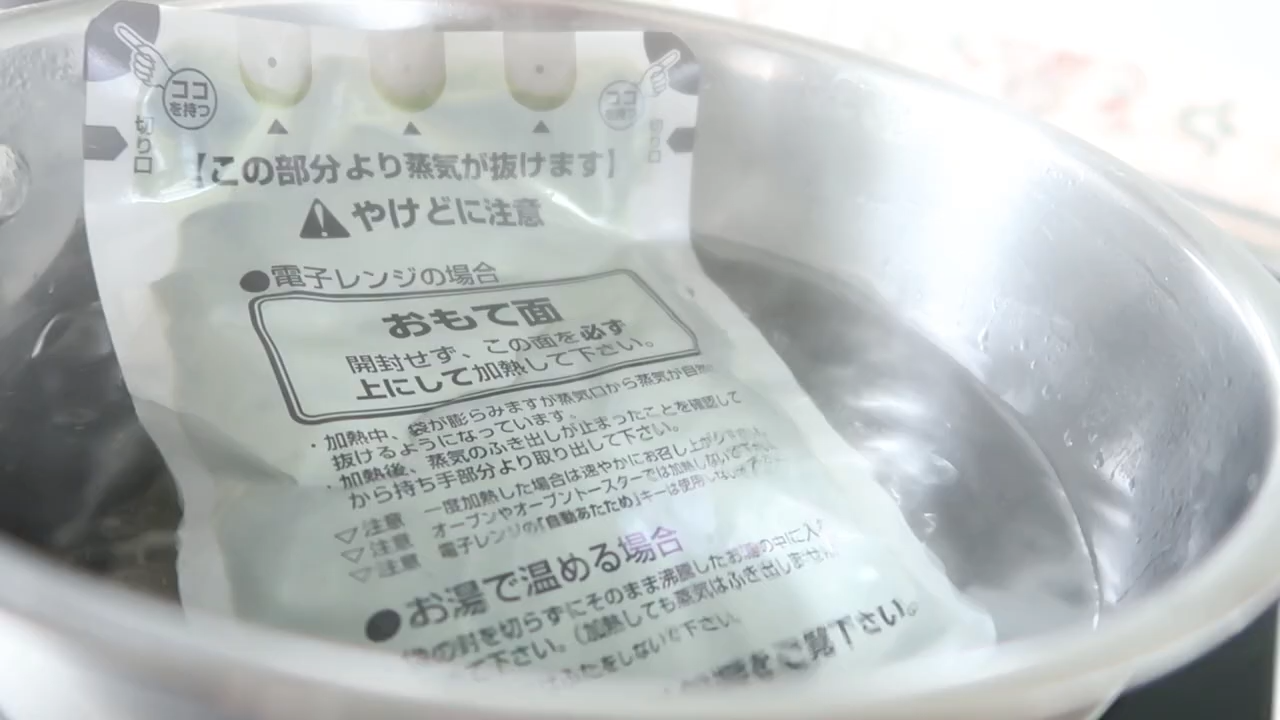 ココ
を持つ
切り口
ココ
切り口
【この部分より蒸気が抜けます】
やけどに注意
●電子レンジの場合
おもて面
開封せず、この面を必ず
上にして加熱して下さい。
・加熱中、袋が膨らみますが蒸気口から蒸気が自然
抜けるようになっています。
・加熱後、蒸気のふき出しが止まったことを確認して
から持ち手部分より取り出して下さい。
▽注意 一度加熱した場合は速やかにお召し上がり
▽注意 オーブンやオーブントースターでは加熱しないで
▽注意 電子レンジの「自動あたため」キーは使用しない
●お湯で温める場合
の封を切らずにそのまま沸騰したお湯の中に入
て下さい。(加熱しても蒸気はふき出しません
ふたをしないで下さい。
をご覧下さい。